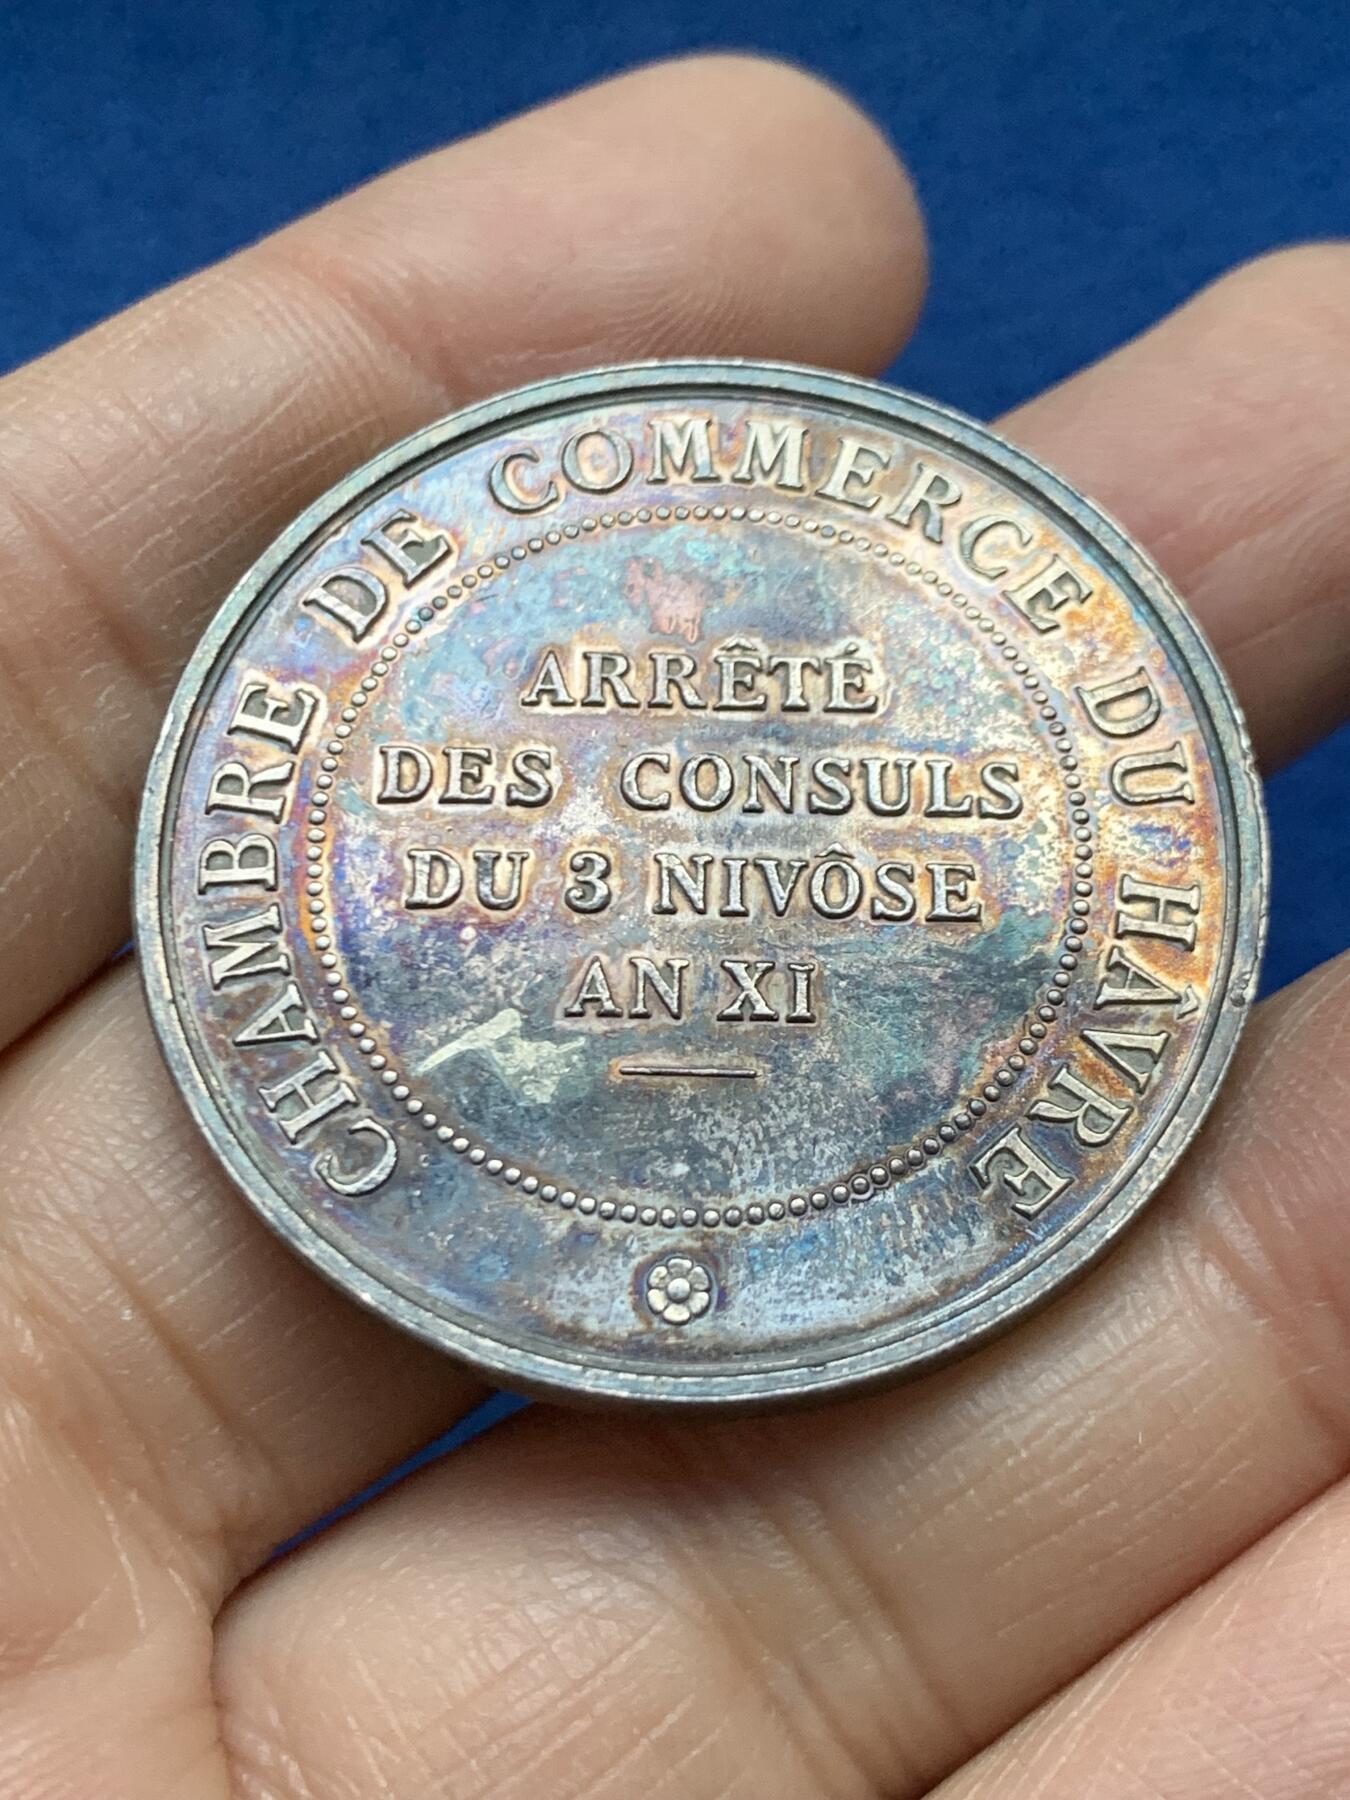 CHAMBRE DE COMMERCE DU HÂVRE
ARRÊTÉ
DES CONSULS
DU 3 NIVÔSE
AN XI